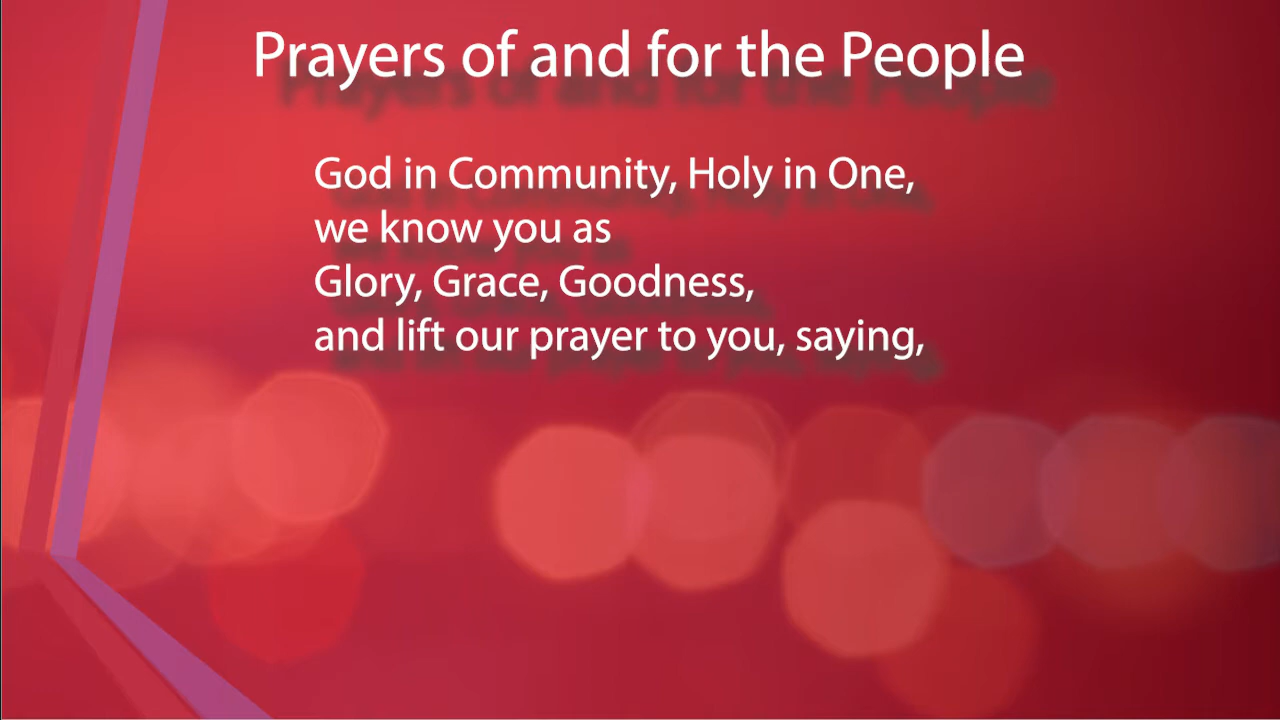 Prayers of and for the People
God in Community, Holy in One,
we know you as
Glory, Grace, Goodness,
and lift our prayer to you, saying,